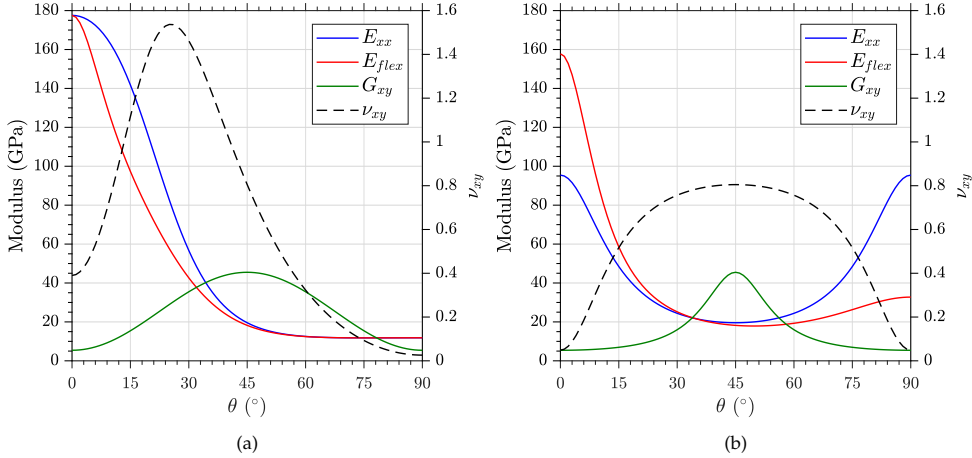 180
160
140
120
100
80
60
40
20
0
Modulus (GPa)
1.6
1.4
1.2
1
0.8
0.6
0.4
0.2
0
ν_xy
E_xx
E_flex
G_xy
ν_xy
0 15 30 45 60 75 90
θ (°)
(a)
180
160
140
120
100
80
60
40
20
0
Modulus (GPa)
1.6
1.4
1.2
1
0.8
0.6
0.4
0.2
0
ν_xy
E_xx
E_flex
G_xy
ν_xy
0 15 30 45 60 75 90
θ (°)
(b)